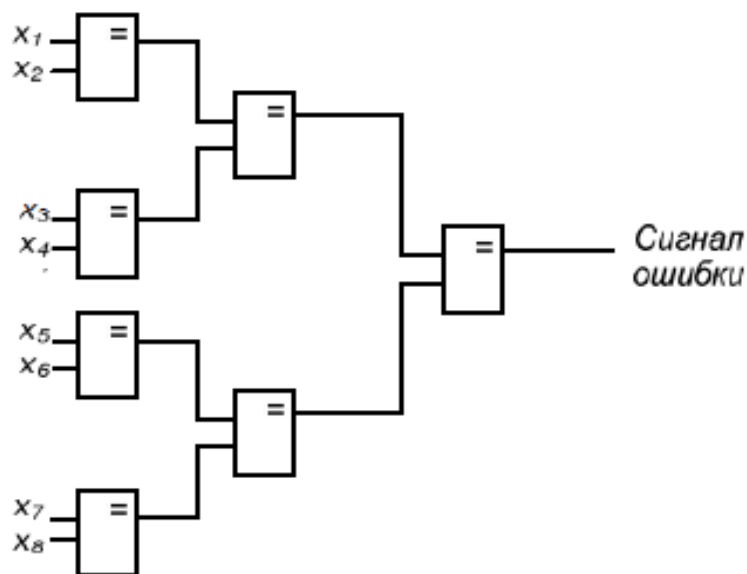 x₁
x₂
=
=
x₃
x₄
=
=
Сигнал
ошибки
x₅
x₆
=
=
x₇
x₈
=